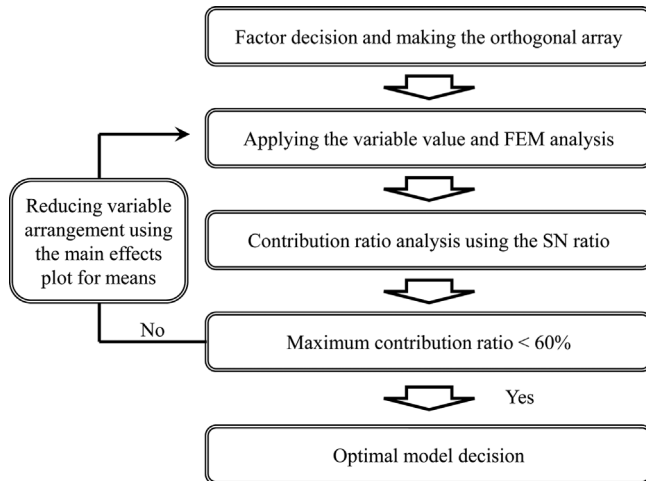 Factor decision and making the orthogonal array
Applying the variable value and FEM analysis
Reducing variable
arrangement using
the main effects
plot for means
Contribution ratio analysis using the SN ratio
No
Maximum contribution ratio < 60%
Yes
Optimal model decision